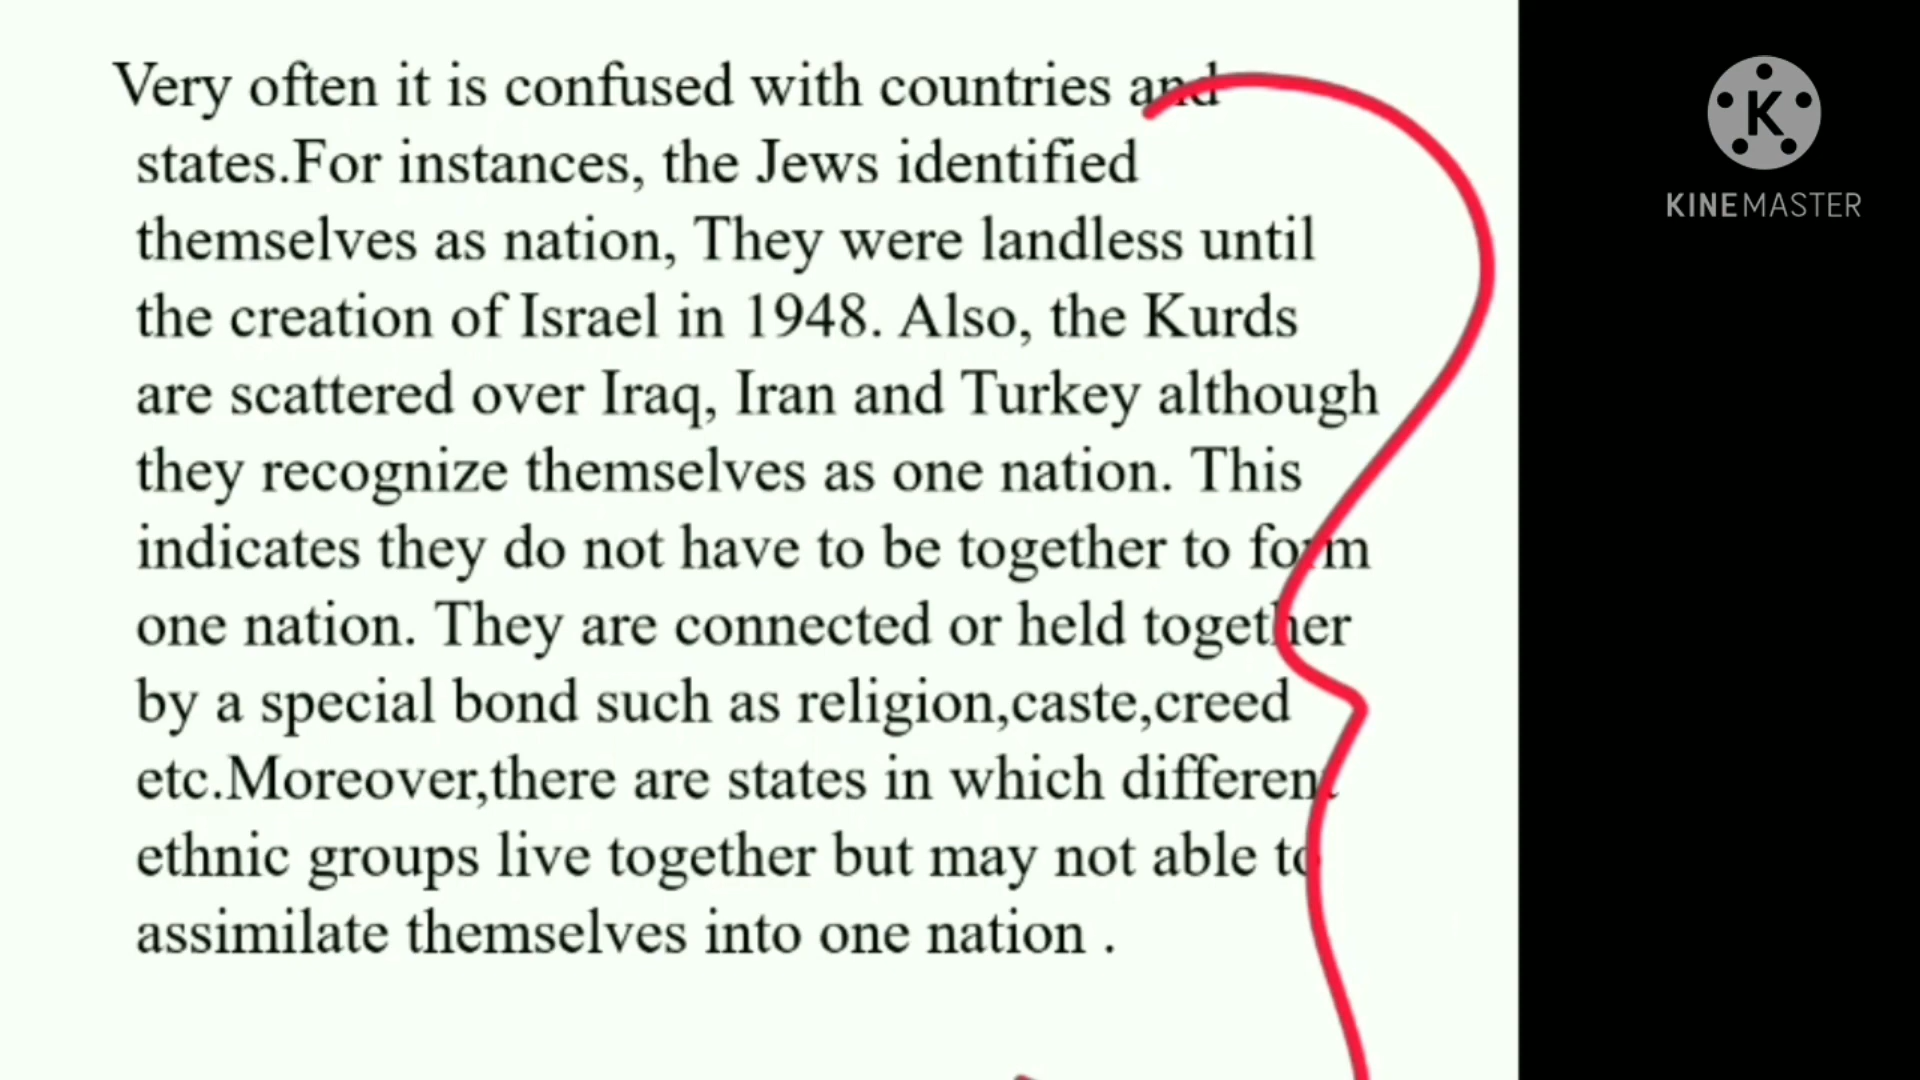 Very often it is confused with countries and
states.For instances, the Jews identified
themselves as nation, They were landless until
the creation of Israel in 1948. Also, the Kurds
are scattered over Iraq, Iran and Turkey although
they recognize themselves as one nation. This
indicates they do not have to be together to form
one nation. They are connected or held together
by a special bond such as religion,caste,creed
etc.Moreover,there are states in which different
ethnic groups live together but may not able to
assimilate themselves into one nation .
K
KINEMASTER